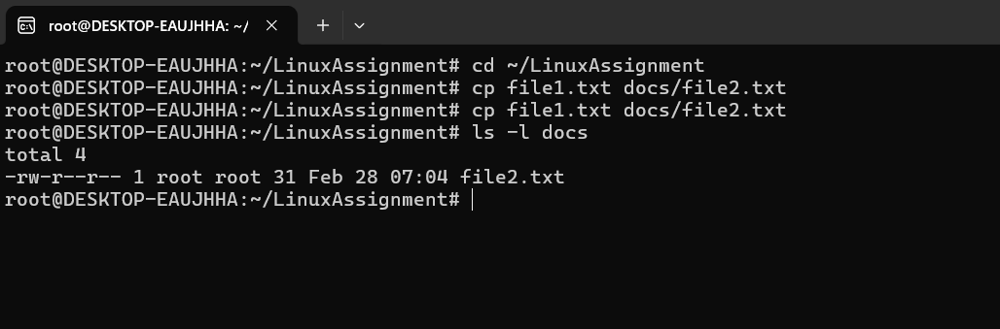 root@DESKTOP-EAUJHHA: ~/
root@DESKTOP-EAUJHHA:~/LinuxAssignment# cd ~/LinuxAssignment
root@DESKTOP-EAUJHHA:~/LinuxAssignment# cp file1.txt docs/file2.txt
root@DESKTOP-EAUJHHA:~/LinuxAssignment# cp file1.txt docs/file2.txt
root@DESKTOP-EAUJHHA:~/LinuxAssignment# ls -l docs
total 4
-rw-r--r-- 1 root root 31 Feb 28 07:04 file2.txt
root@DESKTOP-EAUJHHA:~/LinuxAssignment#